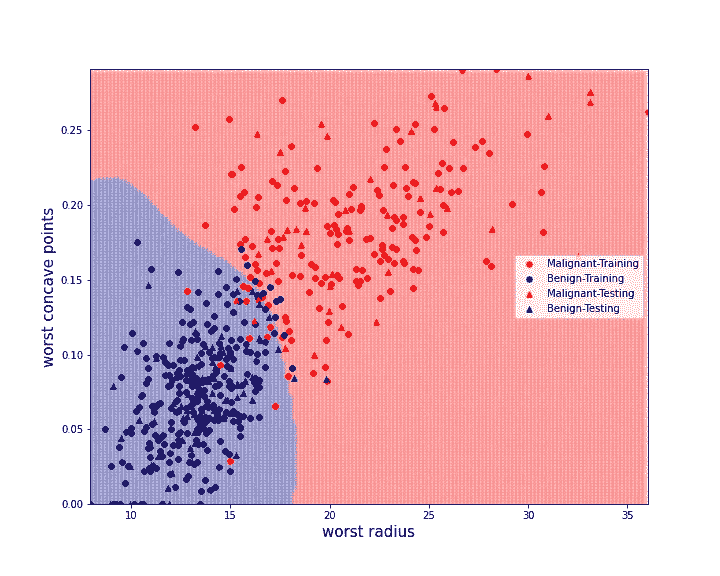 0.25
0.20
0.15
0.10
0.05
0.00
worst concave points
Malignant-Training
Benign-Training
Malignant-Testing
Benign-Testing
10 15 20 25 30 35
worst radius